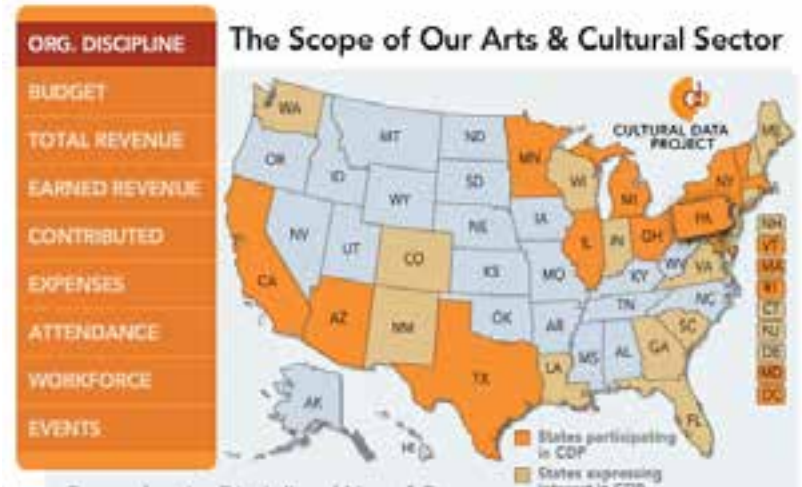 ORG. DISCIPLINE
BUDGET
TOTAL REVENUE
EARNED REVENUE
CONTRIBUTED
EXPENSES
ATTENDANCE
WORKFORCE
EVENTS
The Scope of Our Arts & Cultural Sector
CULTURAL DATA
PROJECT
WA
MT
ND
MN
OR
ID
WY
SD
WI
MI
NY
ME
NV
UT
CO
NE
IA
IL
IN
OH
PA
CA
AZ
NM
KS
MO
KY
WV
VA
OK
AR
TN
NC
TX
LA
MS
AL
GA
SC
FL
AK
HI
NH
VT
MA
RI
CT
NJ
DE
MD
DC
States participating
in CDP
States expressing
interest in CDP